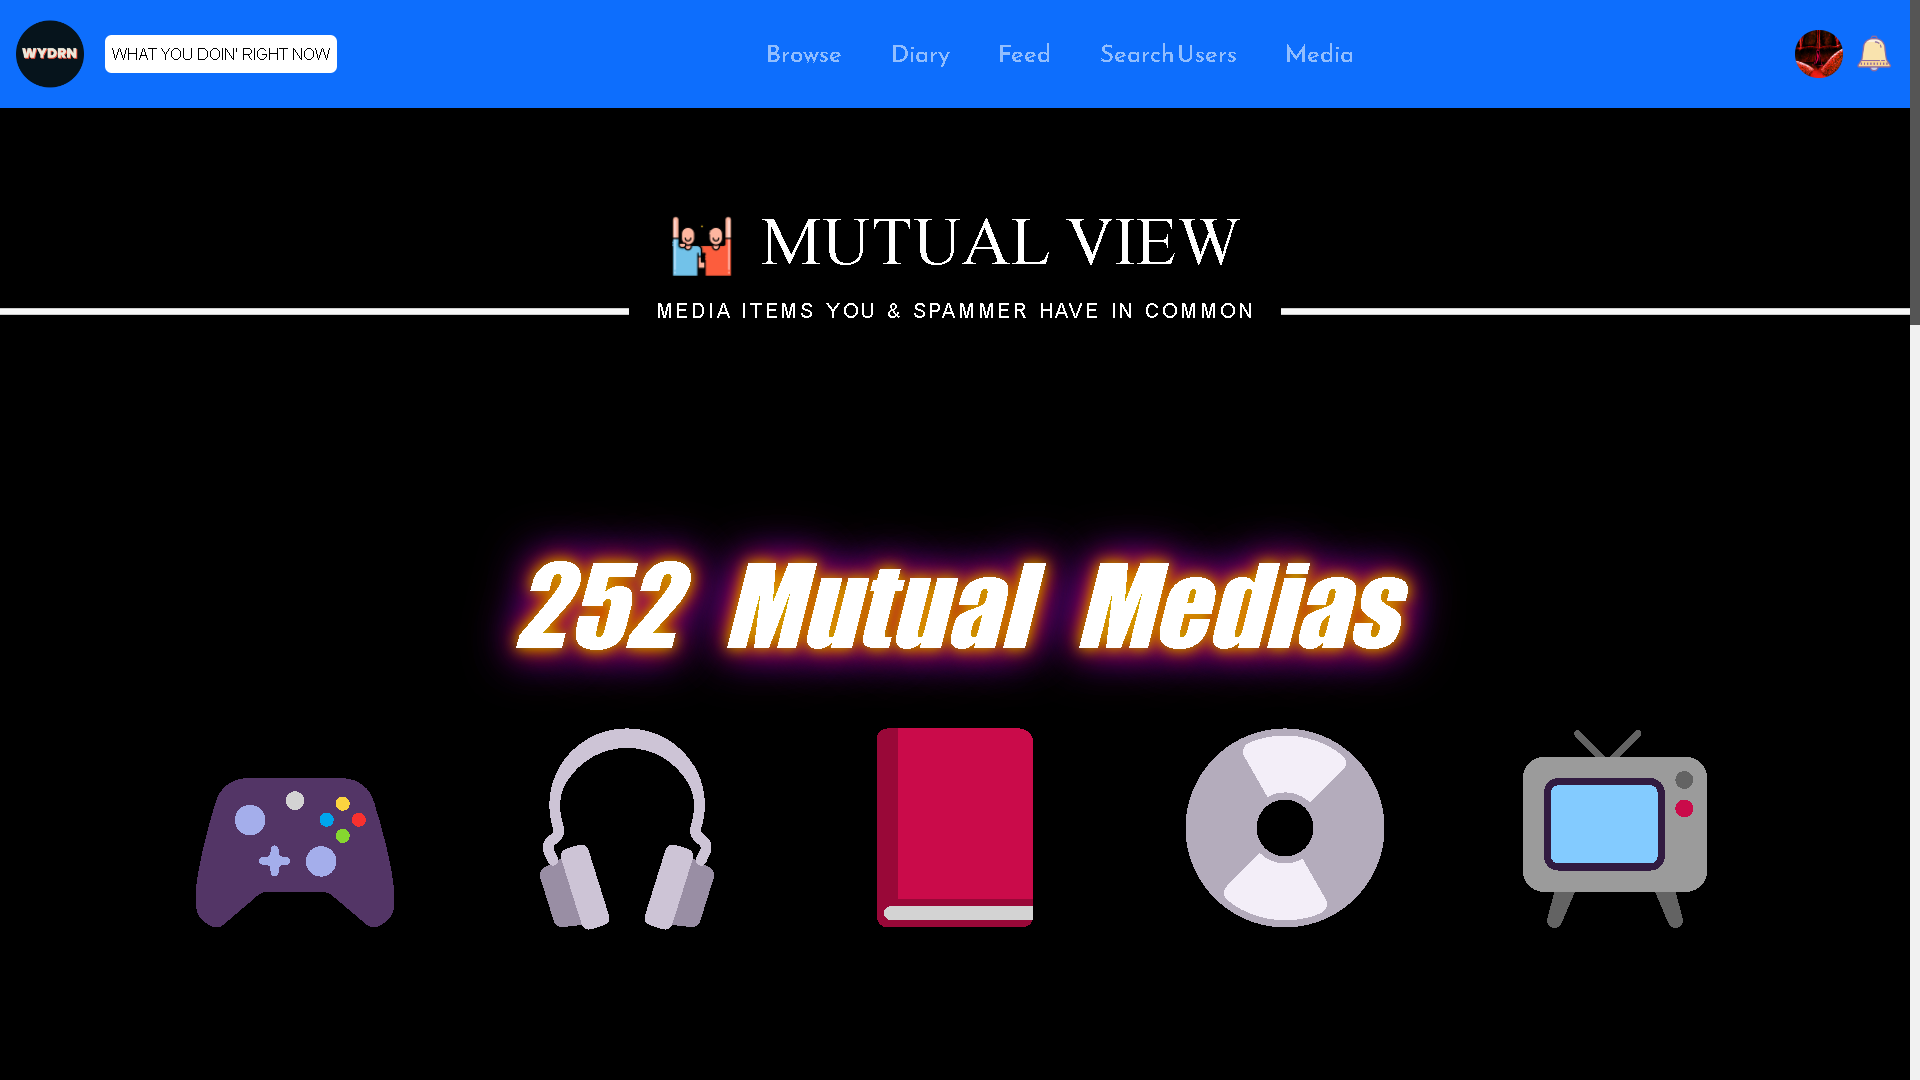 WYDRN
WHAT YOU DOIN' RIGHT NOW
Browse
Diary
Feed
Search Users
Media
MUTUAL VIEW
MEDIA ITEMS YOU & SPAMMER HAVE IN COMMON
252 Mutual Medias